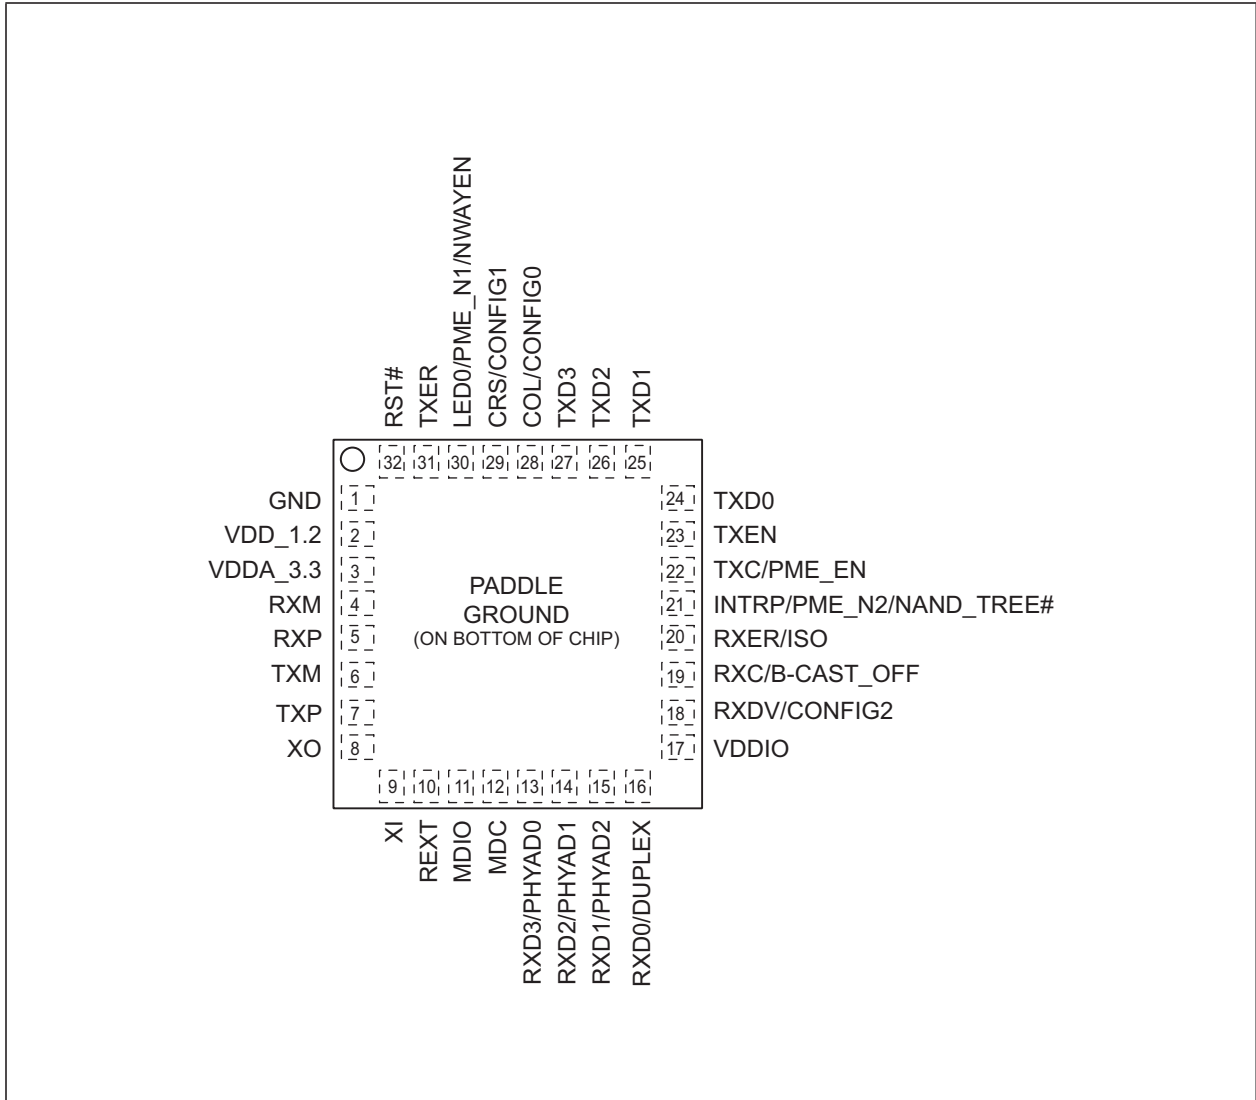 RST#
TXER
LED0/PME_N1/NWAYEN
CRS/CONFIG1
COL/CONFIG0
TXD3
TXD2
TXD1
32 31 30 29 28 27 26 25
GND 1
VDD_1.2 2
VDDA_3.3 3
RXM 4
RXP 5
TXM 6
TXP 7
XO 8
PADDLE
GROUND
(ON BOTTOM OF CHIP)
24 TXD0
23 TXEN
22 TXC/PME_EN
21 INTRP/PME_N2/NAND_TREE#
20 RXER/ISO
19 RXC/B-CAST_OFF
18 RXDV/CONFIG2
17 VDDIO
9 10 11 12 13 14 15 16
XI
REXT
MDIO
MDC
RXD3/PHYAD0
RXD2/PHYAD1
RXD1/PHYAD2
RXD0/DUPLEX